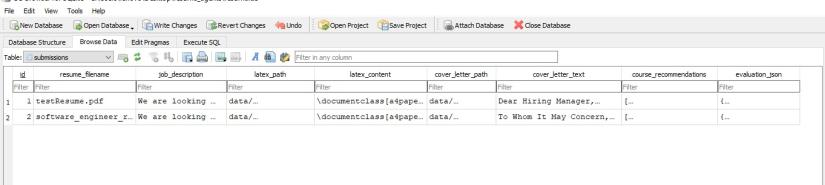 File Edit View Tools Help
New Database Open Database Write Changes Revert Changes Undo Open Project Save Project Attach Database Close Database
Database Structure Browse Data Edit Pragmas Execute SQL
Table: submissions Filter in any column
id resume_filename job_description latex_path latex_content cover_letter_path cover_letter_text course_recommendations evaluation_json
Filter Filter Filter Filter Filter Filter Filter Filter Filter
1 1 testResume.pdf We are looking … data/… \documentclass[a4pape… data/… Dear Hiring Manager,… [… {…
2 2 software_engineer_r… We are looking … data/… \documentclass[a4pape… data/… To Whom It May Concern,… [… {…